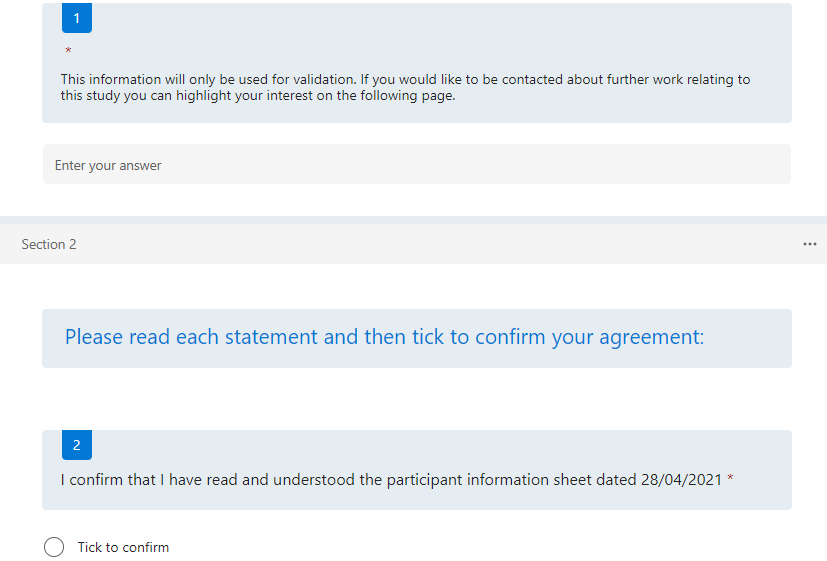 1
*
This information will only be used for validation. If you would like to be contacted about further work relating to
this study you can highlight your interest on the following page.
Enter your answer
Section 2
Please read each statement and then tick to confirm your agreement:
2
I confirm that I have read and understood the participant information sheet dated 28/04/2021 *
Tick to confirm